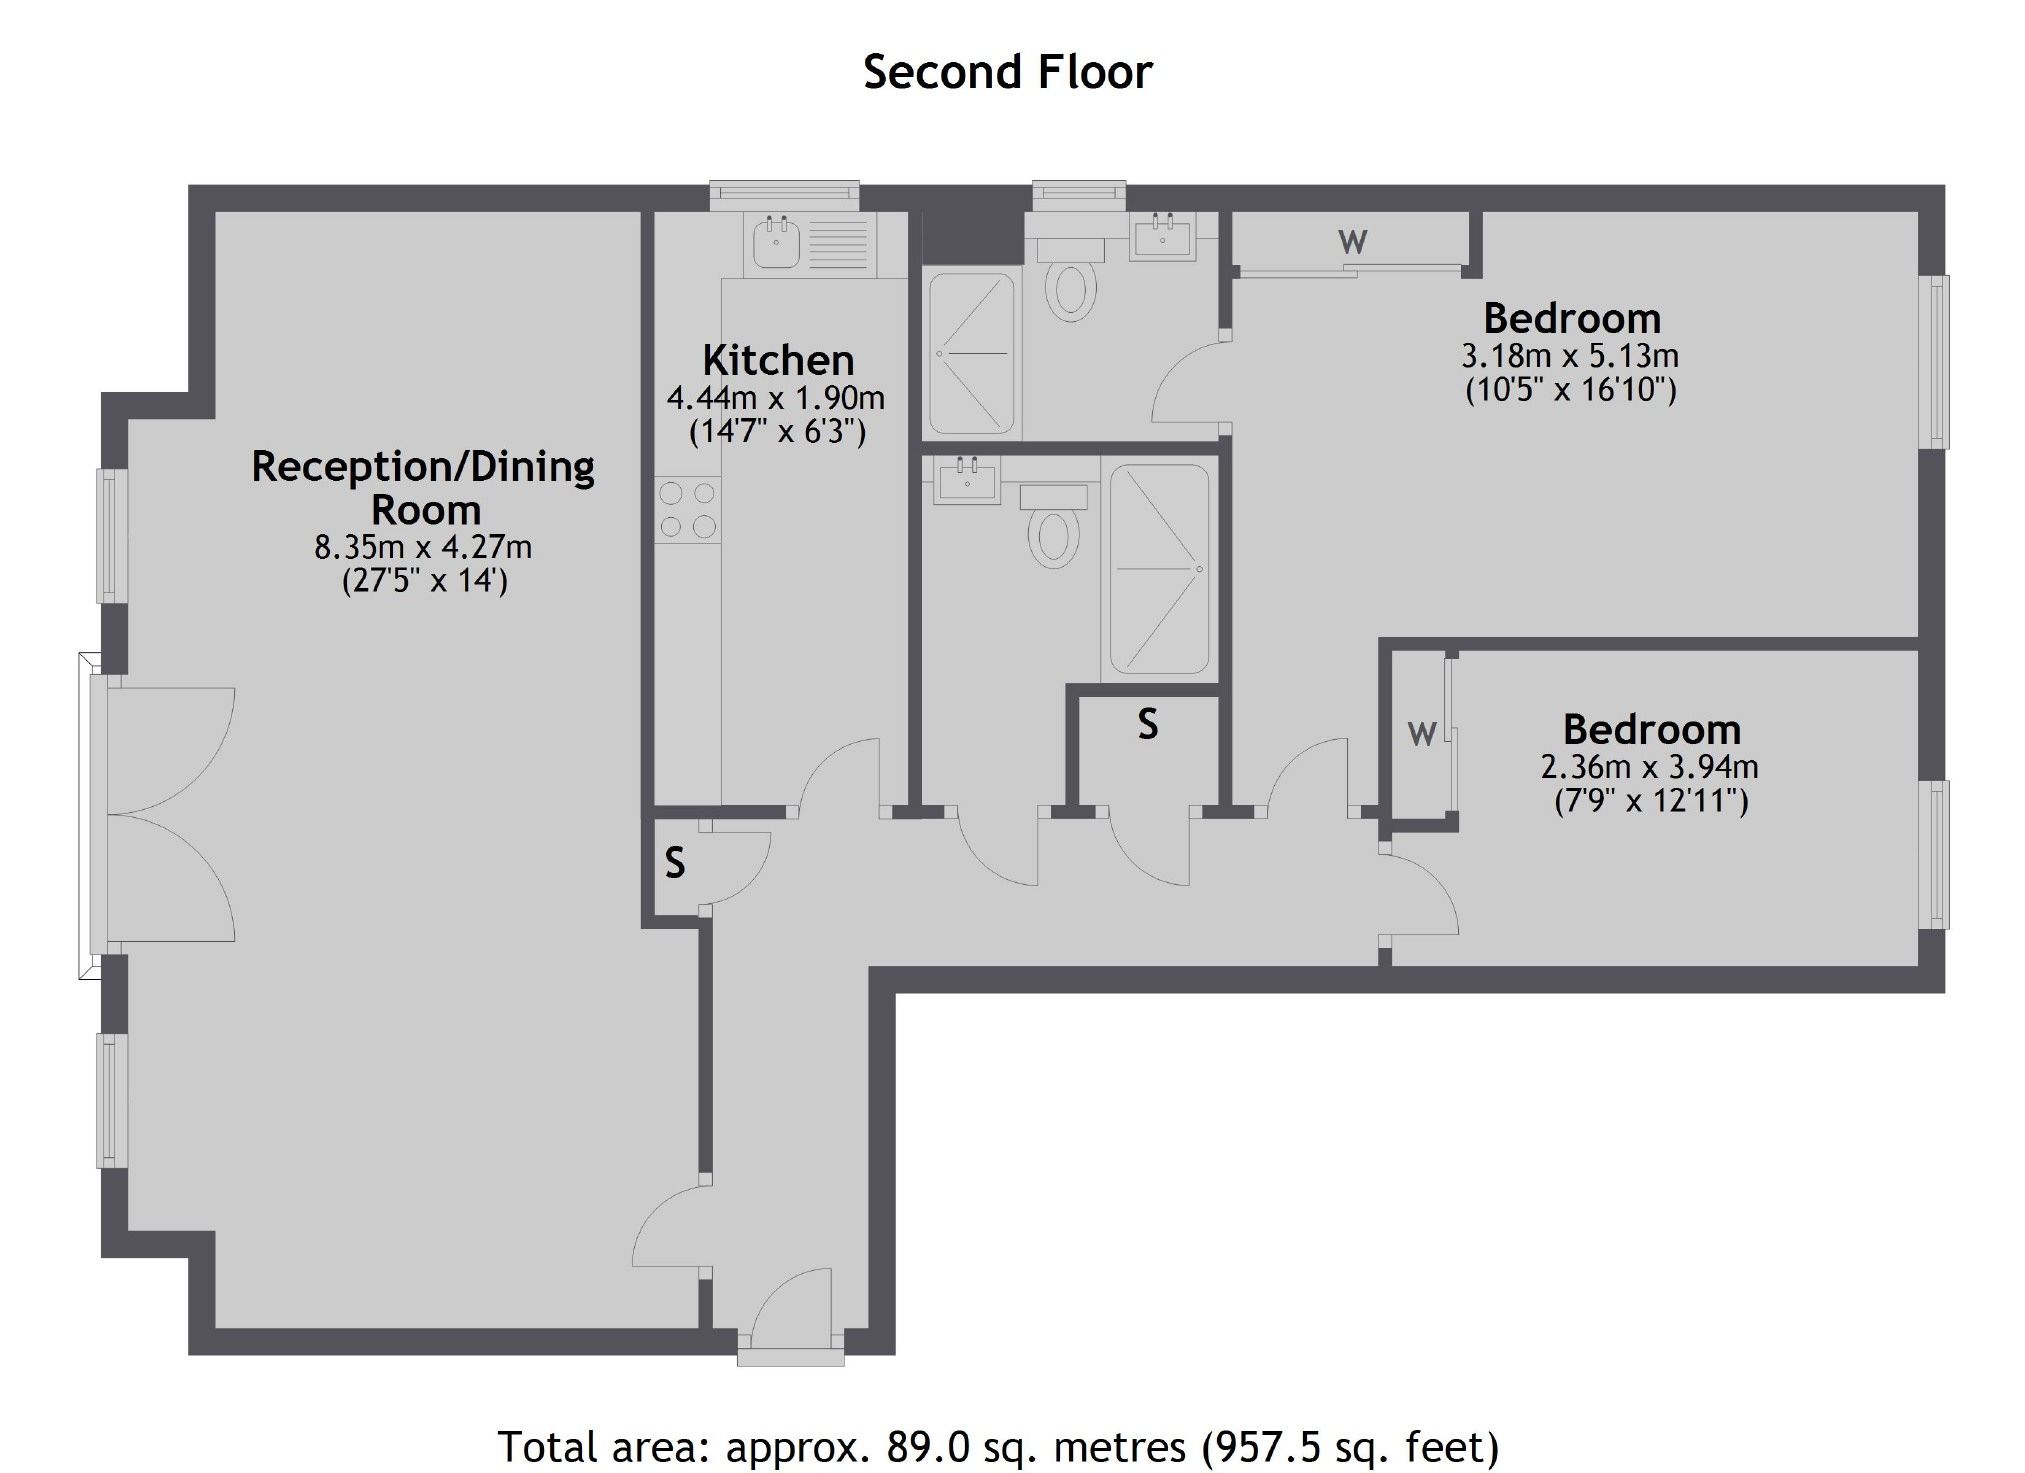 Second Floor
W
Bedroom
3.18m x 5.13m
(10'5" x 16'10")
Kitchen
4.44m x 1.90m
(14'7" x 6'3")
Reception/Dining
Room
8.35m x 4.27m
(27'5" x 14')
S
W
Bedroom
2.36m x 3.94m
(7'9" x 12'11")
S
Total area: approx. 89.0 sq. metres (957.5 sq. feet)